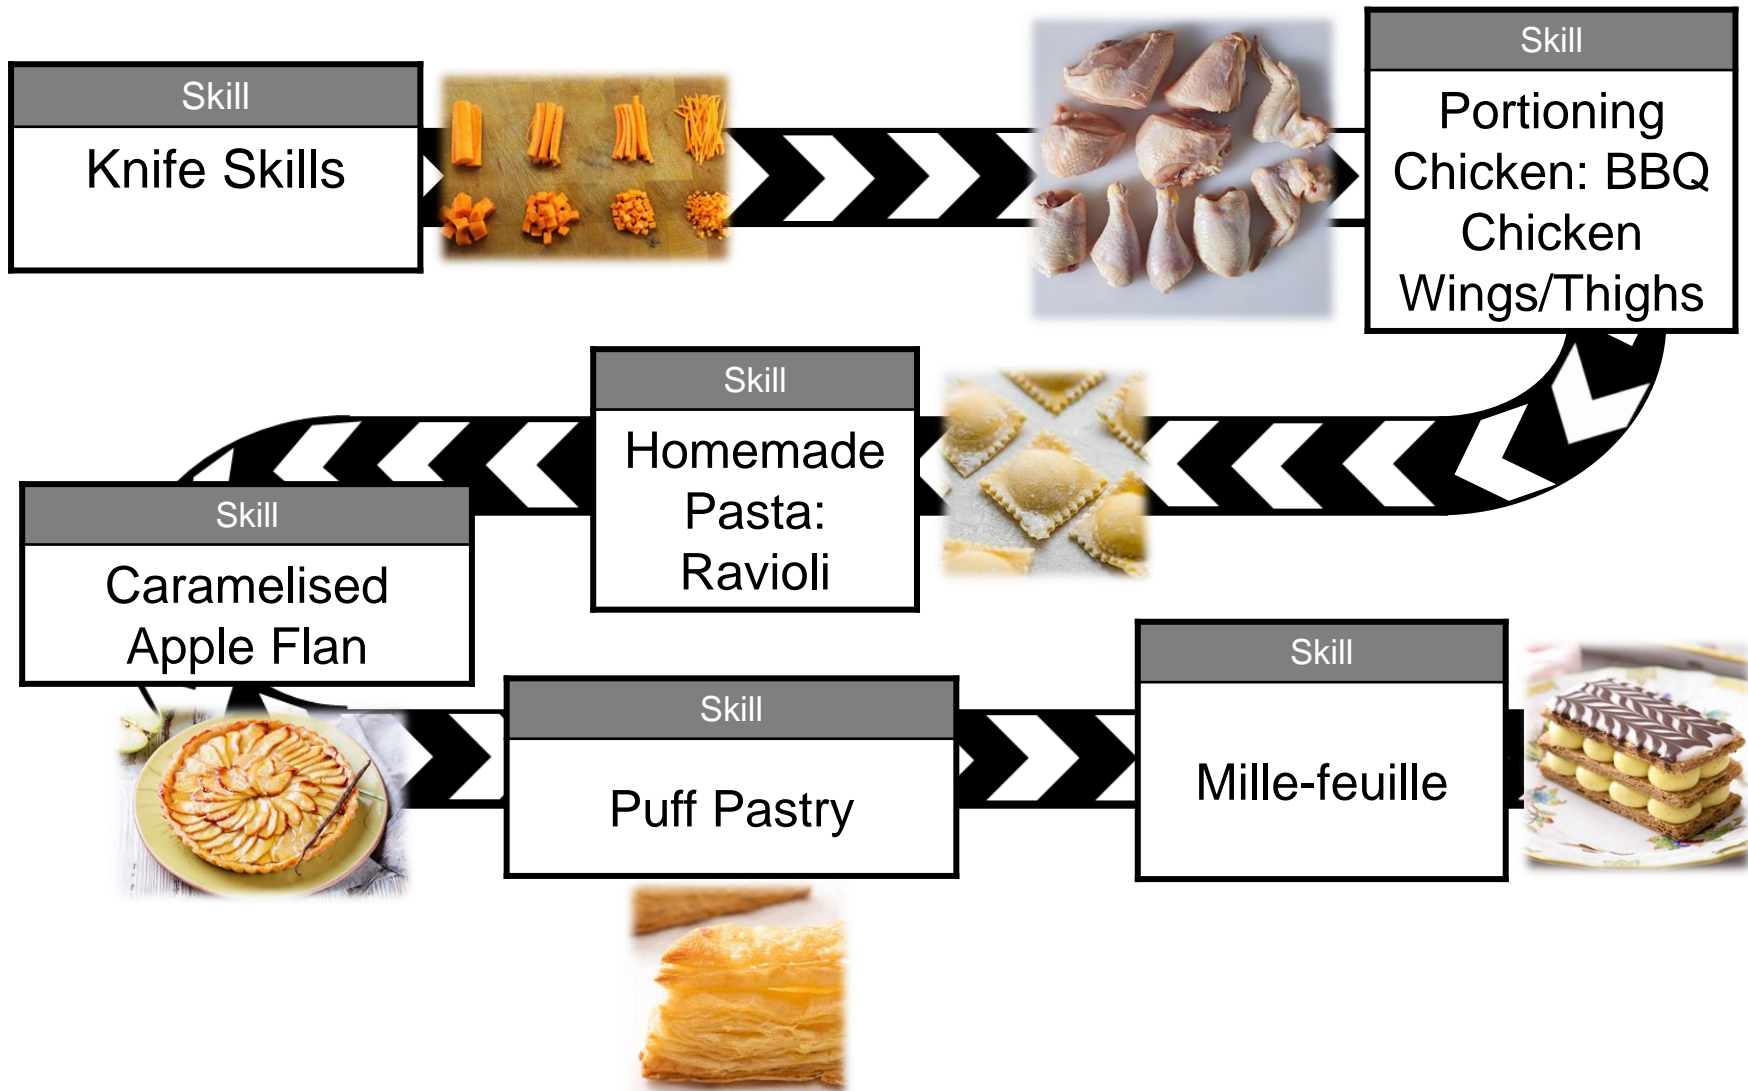 Skill
Knife Skills
Skill
Portioning
Chicken: BBQ
Chicken
Wings/Thighs
Skill
Homemade
Pasta:
Ravioli
Skill
Caramelised
Apple Flan
Skill
Puff Pastry
Skill
Mille-feuille